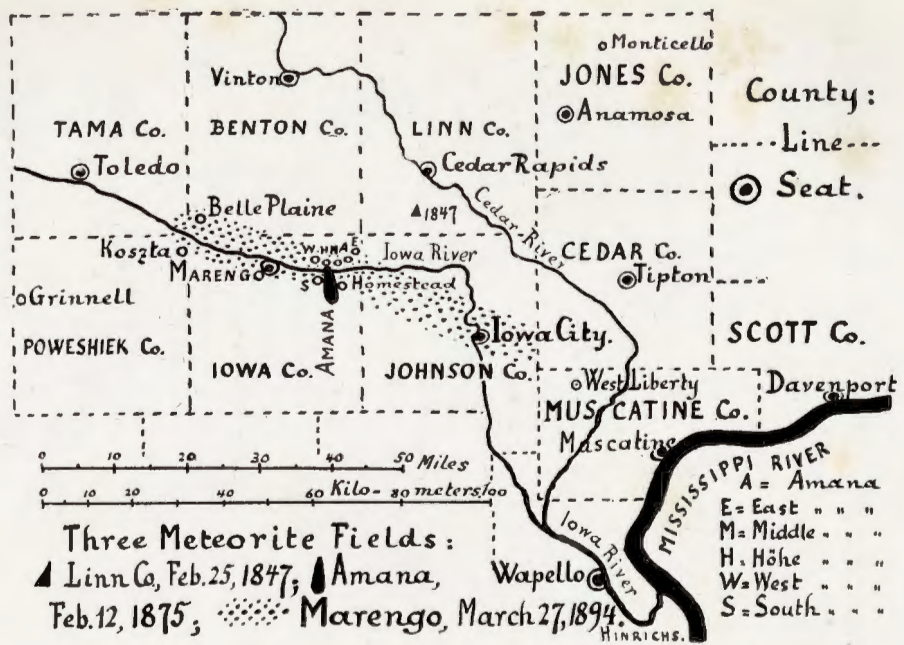 Monticello
JONES Co.
Anamosa
County:
Line
Seat.
Vinton
TAMA Co.
BENTON Co.
LINN Co.
Toledo
Cedar Rapids
Belle Plaine
1847
Cedar River
Koszta
W. H M A E
Iowa River
CEDAR Co.
MARENGO
S
Homestead
Tipton
Grinnell
AMANA
Iowa City.
SCOTT Co.
POWESHIEK Co.
IOWA Co.
JOHNSON Co.
West Liberty
Davenport
MUSCATINE Co.
Muscatine
MISSISSIPPI RIVER
0 10 20 30 40 50 Miles
0 10 20 40 60 Kilo- 80 meters 100
A = Amana
E = East " " "
M = Middle " " "
H. Höhe " " "
W = West " " "
S = South " " "
Iowa River
Wapello
HINRICHS.
Three Meteorite Fields:
Linn Co, Feb. 25, 1847; Amana,
Feb. 12, 1875; Marengo, March 27, 1894.